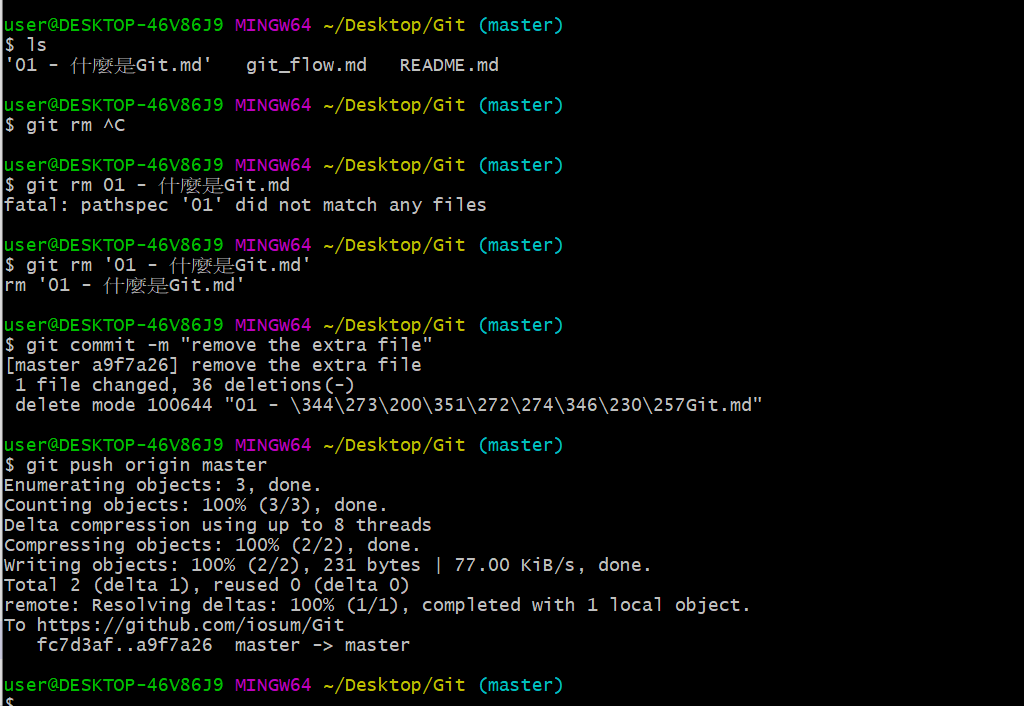 user@DESKTOP-46V86J9 MINGW64 ~/Desktop/Git (master)
$ ls
'01 - 什麼是Git.md'   git_flow.md   README.md
user@DESKTOP-46V86J9 MINGW64 ~/Desktop/Git (master)
$ git rm ^C
user@DESKTOP-46V86J9 MINGW64 ~/Desktop/Git (master)
$ git rm 01 - 什麼是Git.md
fatal: pathspec '01' did not match any files
user@DESKTOP-46V86J9 MINGW64 ~/Desktop/Git (master)
$ git rm '01 - 什麼是Git.md'
rm '01 - 什麼是Git.md'
user@DESKTOP-46V86J9 MINGW64 ~/Desktop/Git (master)
$ git commit -m "remove the extra file"
[master a9f7a26] remove the extra file
 1 file changed, 36 deletions(-)
 delete mode 100644 "01 - \344\273\200\351\272\274\346\230\257Git.md"
user@DESKTOP-46V86J9 MINGW64 ~/Desktop/Git (master)
$ git push origin master
Enumerating objects: 3, done.
Counting objects: 100% (3/3), done.
Delta compression using up to 8 threads
Compressing objects: 100% (2/2), done.
Writing objects: 100% (2/2), 231 bytes | 77.00 KiB/s, done.
Total 2 (delta 1), reused 0 (delta 0)
remote: Resolving deltas: 100% (1/1), completed with 1 local object.
To https://github.com/iosum/Git
   fc7d3af..a9f7a26  master -> master
user@DESKTOP-46V86J9 MINGW64 ~/Desktop/Git (master)
$